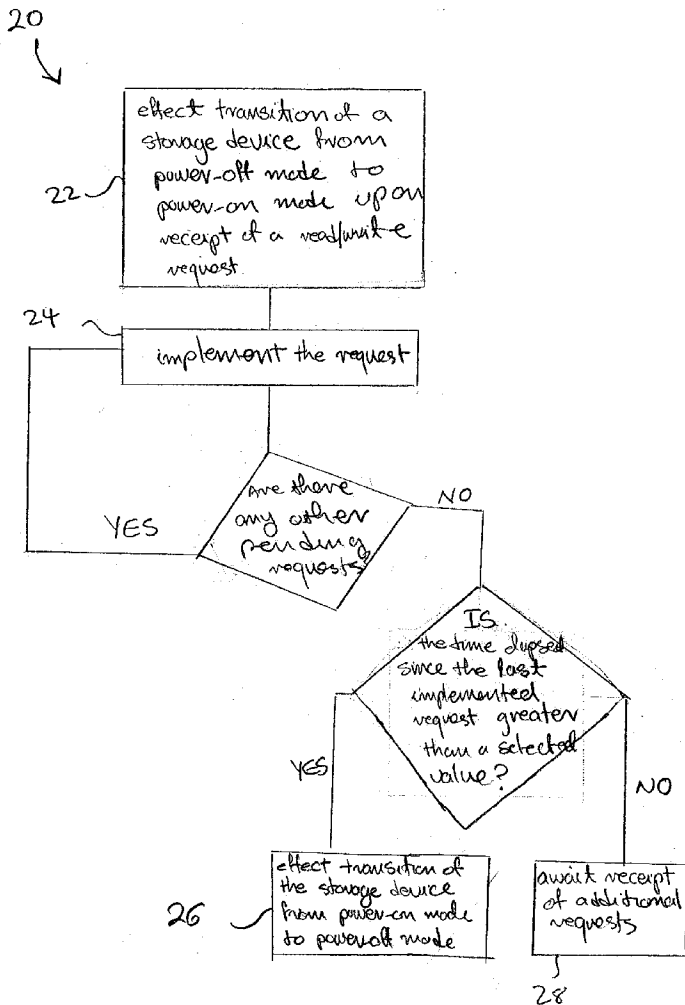 20
effect transition of a
storage device from
power-off mode to
power-on mode upon
receipt of a read/write
request
22
24
implement the request
Are there
any other
pending
requests?
YES
NO
IS
the time elapsed
since the last
implemented
request greater
than a selected
value?
YES
NO
effect transition of
the storage device
from power-on mode
to power-off mode
26
await receipt
of additional
requests
28